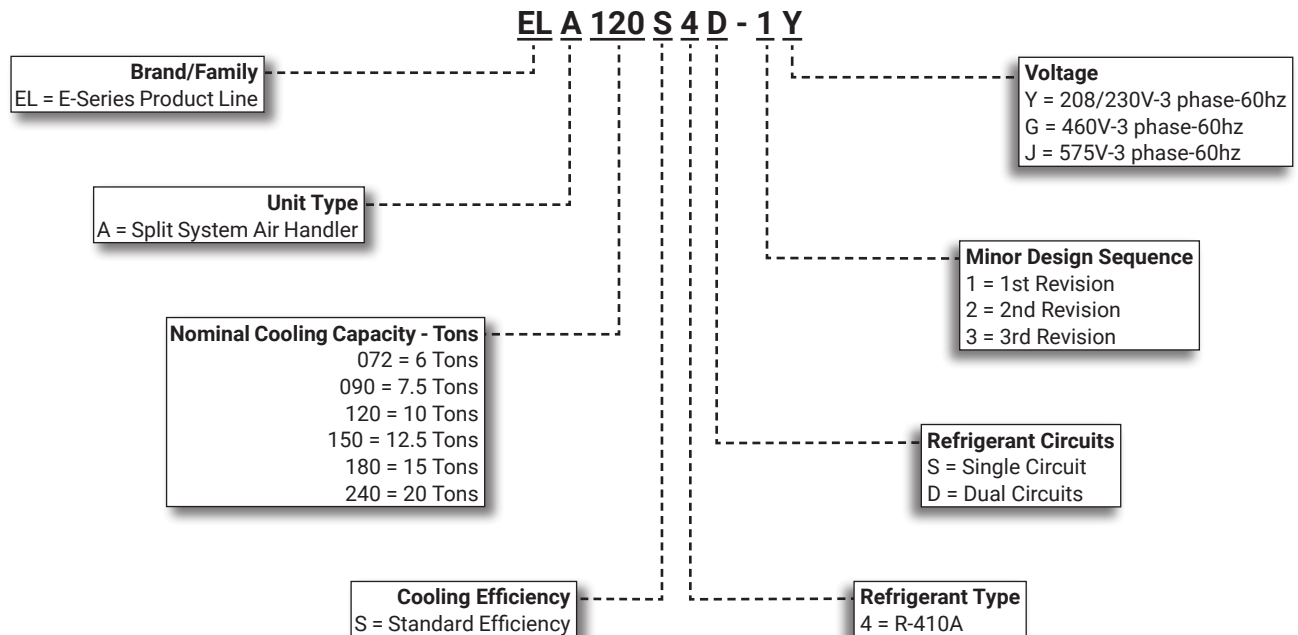 ELA120S4D-1Y
Brand/Family
EL = E-Series Product Line
Voltage
Y = 208/230V-3 phase-60hz
G = 460V-3 phase-60hz
J = 575V-3 phase-60hz
Unit Type
A = Split System Air Handler
Minor Design Sequence
1 = 1st Revision
2 = 2nd Revision
3 = 3rd Revision
Nominal Cooling Capacity - Tons
072 = 6 Tons
090 = 7.5 Tons
120 = 10 Tons
150 = 12.5 Tons
180 = 15 Tons
240 = 20 Tons
Refrigerant Circuits
S = Single Circuit
D = Dual Circuits
Cooling Efficiency
S = Standard Efficiency
Refrigerant Type
4 = R-410A